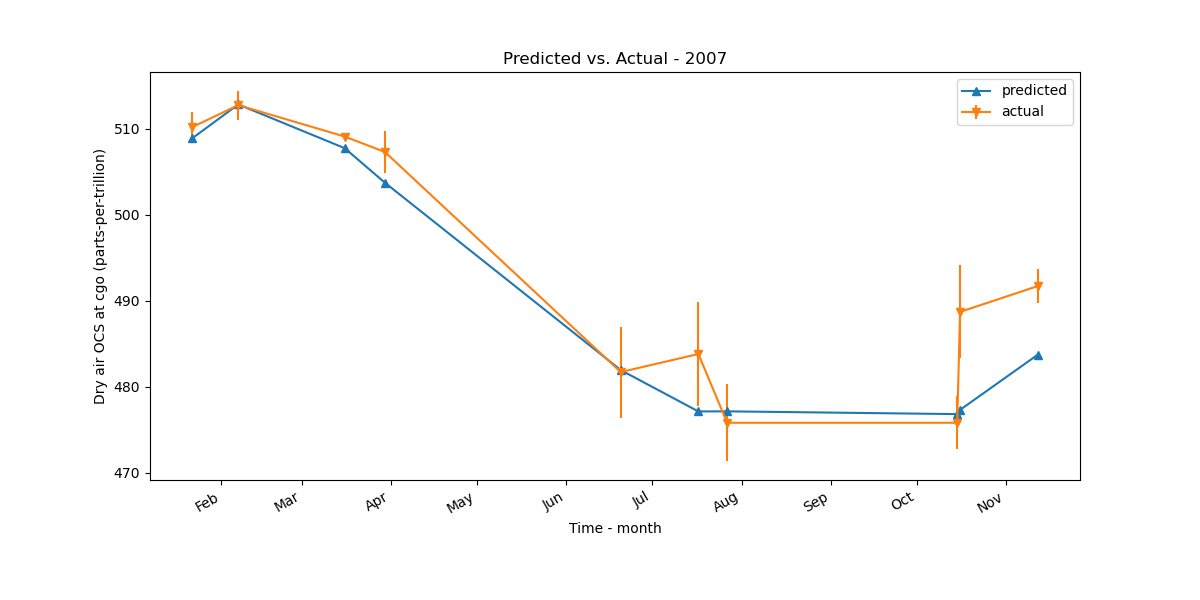 Predicted vs. Actual - 2007
predicted
actual
Dry air OCS at cgo (parts-per-trillion)
510
500
490
480
470
Feb
Mar
Apr
May
Jun
Jul
Aug
Sep
Oct
Nov
Time - month